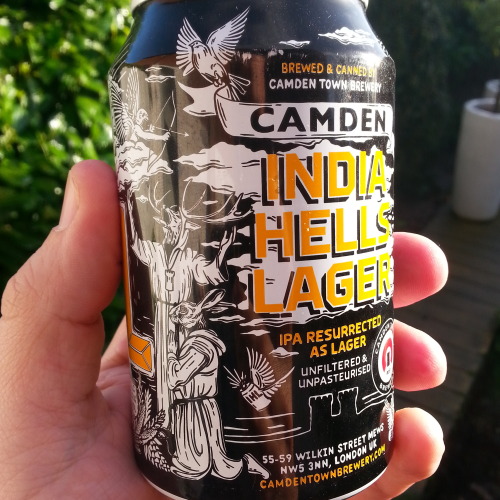 BREWED & CANNED BY
CAMDEN TOWN BREWERY
CAMDEN
INDIA
HELLS
LAGER
IPA RESURRECTED
AS LAGER
UNFILTERED &
UNPASTEURISED
55-59 WILKIN STREET MEWS
NW5 3NN, LONDON UK
CAMDENTOWNBREWERY.COM